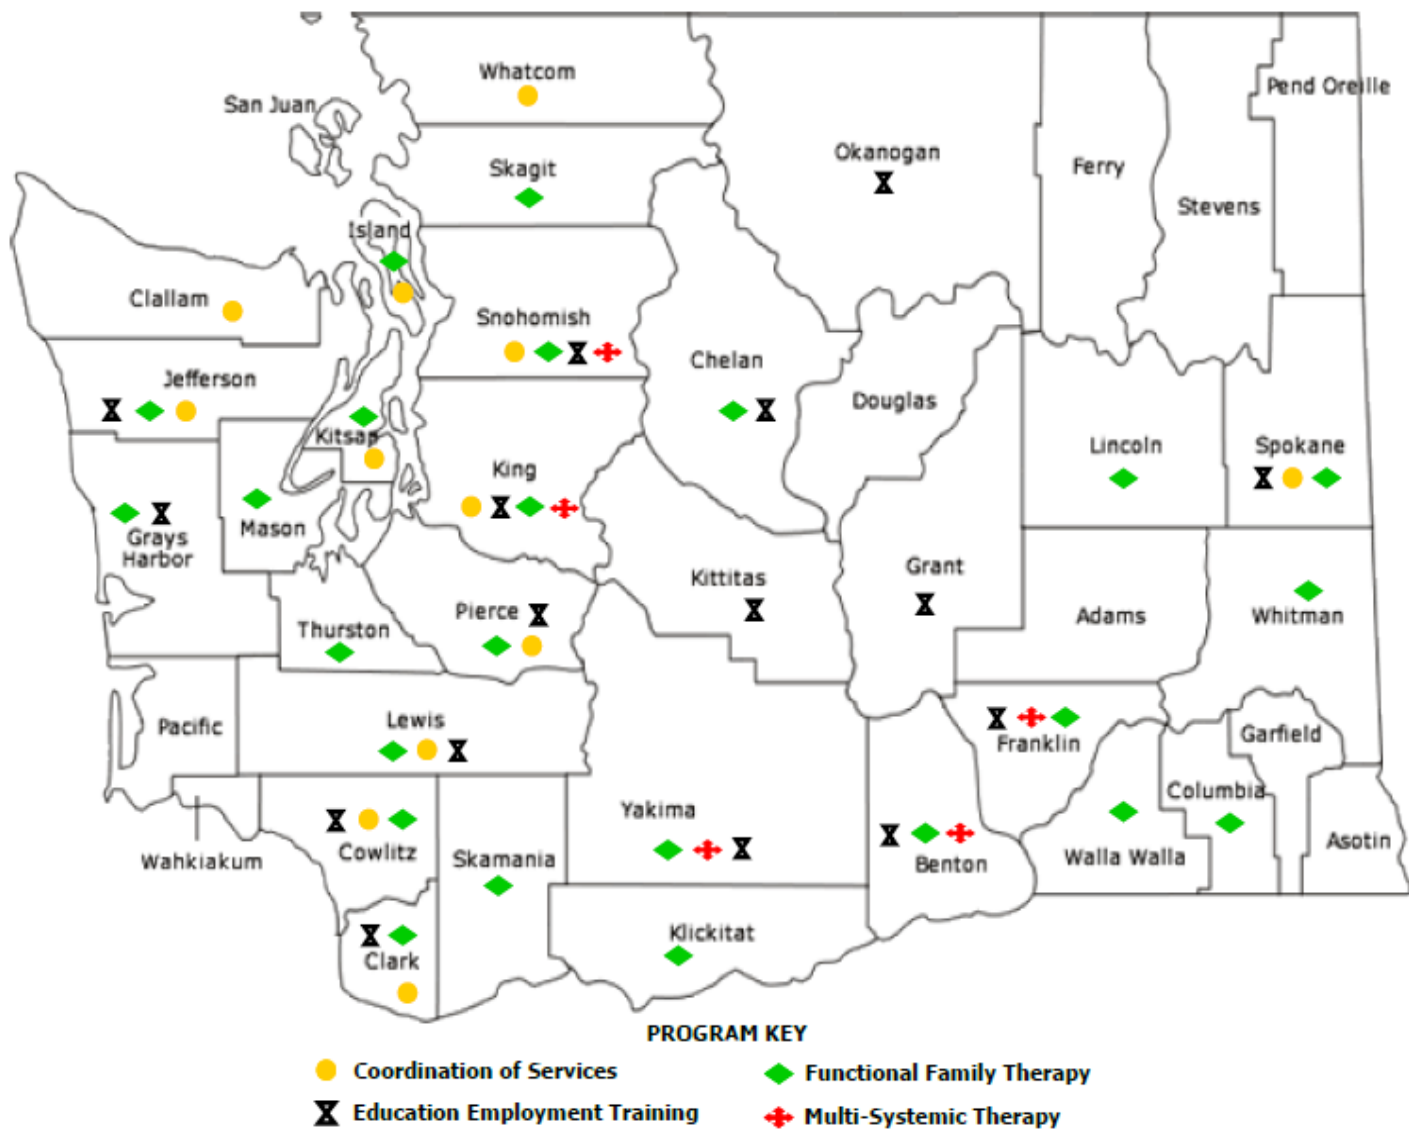 Whatcom
San Juan
Pend Oreille
Okanogan
Ferry
Skagit
Stevens
Island
Clallam
Snohomish
Chelan
Jefferson
Douglas
Kitsap
Lincoln
Spokane
King
Mason
Grays
Harbor
Kittitas
Grant
Pierce
Adams
Whitman
Thurston
Lewis
Pacific
Franklin
Garfield
Columbia
Yakima
Asotin
Cowlitz
Wahkiakum
Skamania
Benton
Walla Walla
Klickitat
Clark
PROGRAM KEY
Coordination of Services
Functional Family Therapy
Education Employment Training
Multi-Systemic Therapy